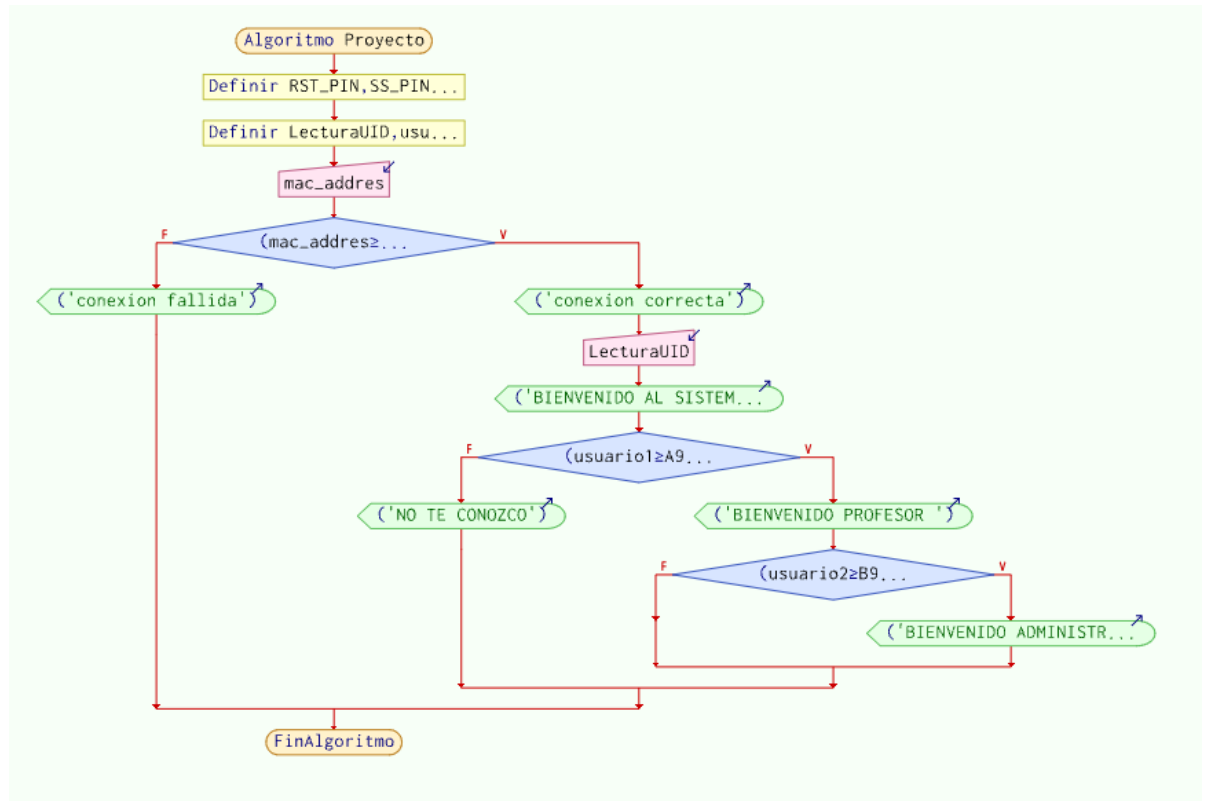 Algoritmo Proyecto
Definir RST_PIN,SS_PIN...
Definir LecturaUID,usu...
mac_addres
F
(mac_addres≥...
V
('conexion fallida')
('conexion correcta')
LecturaUID
('BIENVENIDO AL SISTEM...
F
(usuario1≥A9...
V
('NO TE CONOZCO')
('BIENVENIDO PROFESOR ')
F
(usuario2≥B9...
V
('BIENVENIDO ADMINISTR...
FinAlgoritmo